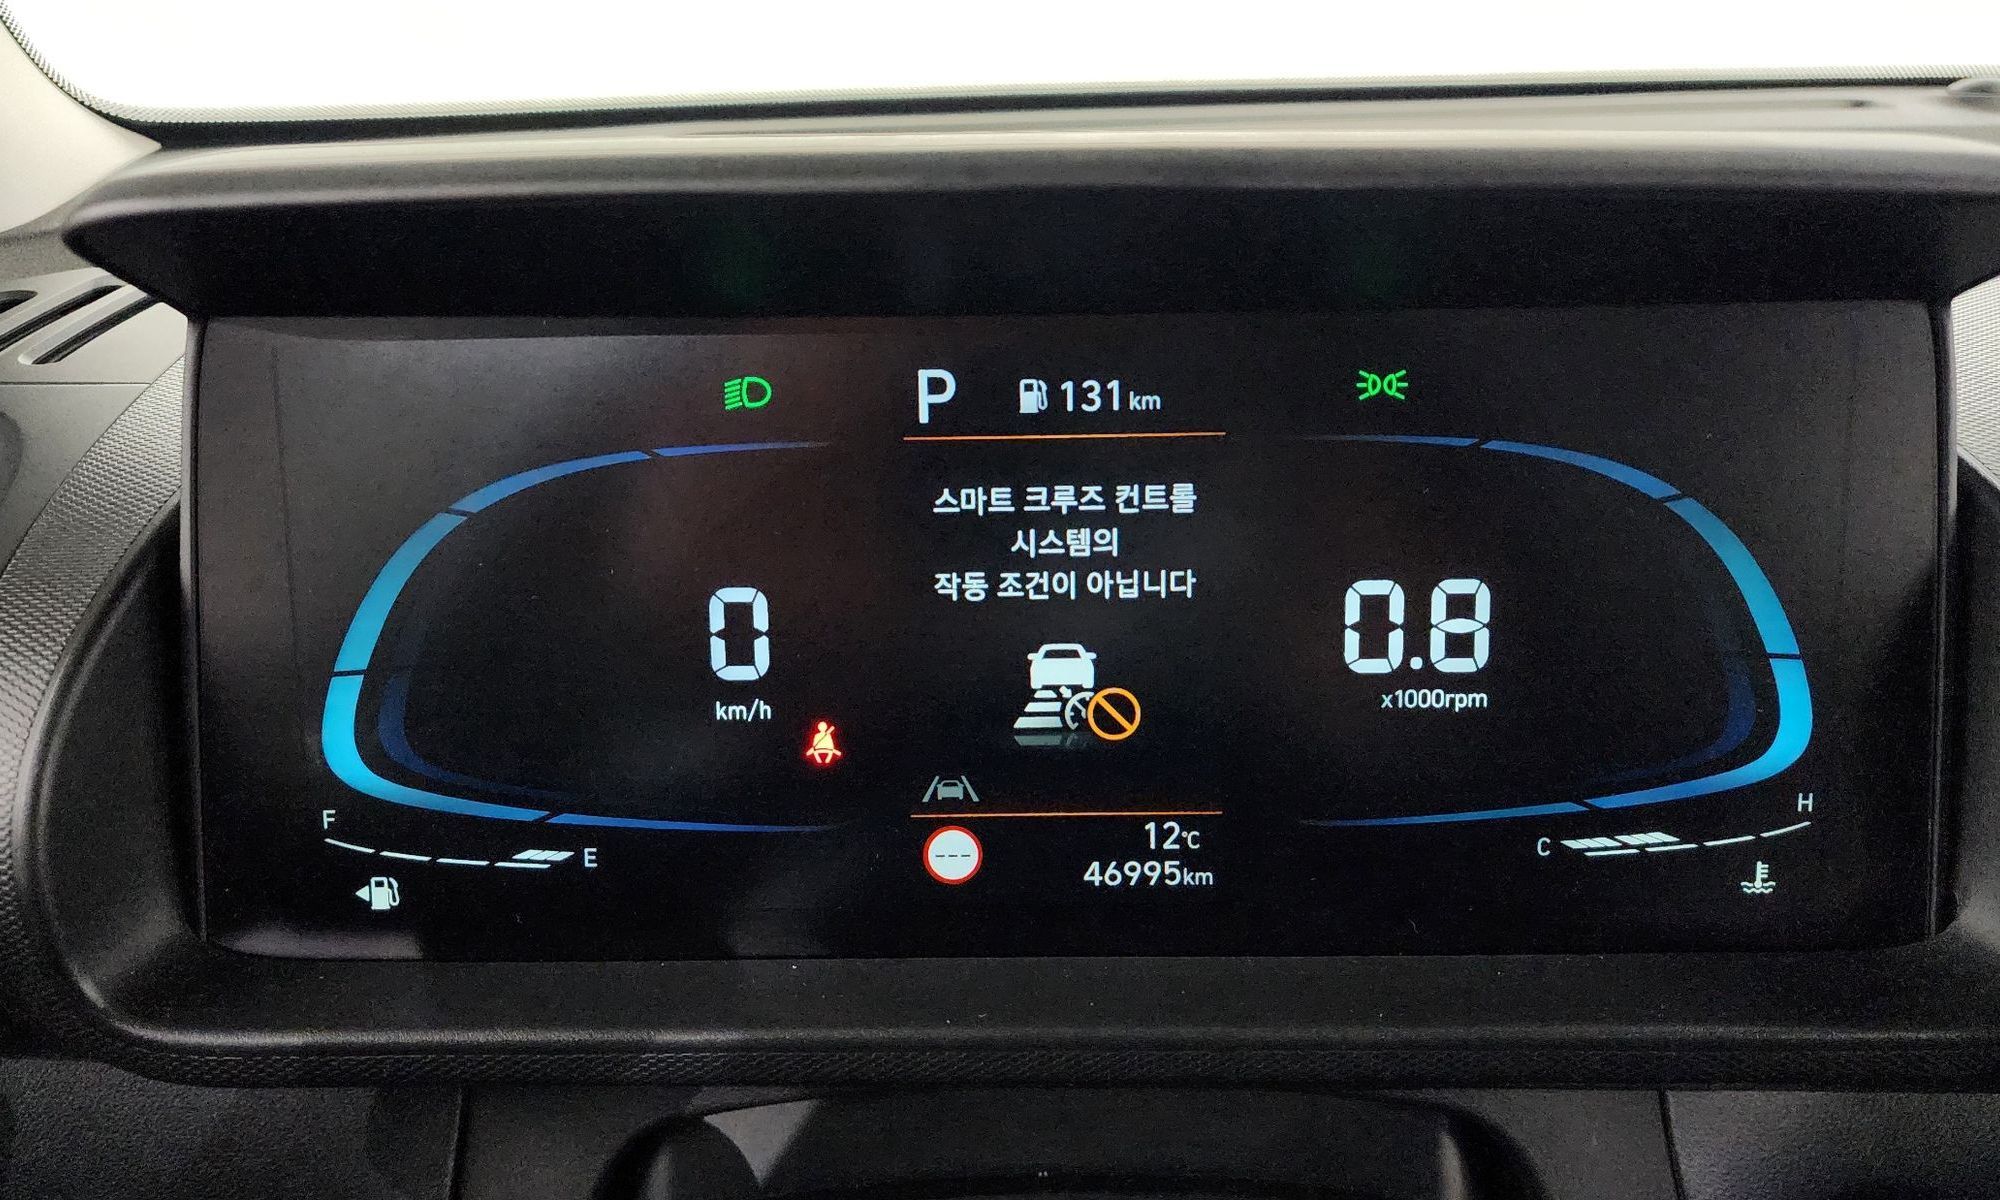 P 131km
스마트 크루즈 컨트롤
시스템의
작동 조건이 아닙니다
0
km/h
0.8
x1000rpm
F
E
---
12℃
46995km
C
H